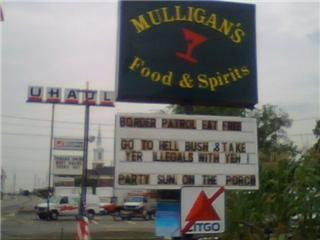 MULLIGAN'S
Food & Spirits
U HAUL
BORDER PATROL EAT FREE
GO TO HELL BUSH &TAKE
YER ILLEGALS WITH YEH !
PARTY SUN. ON THE PORCH
CITGO